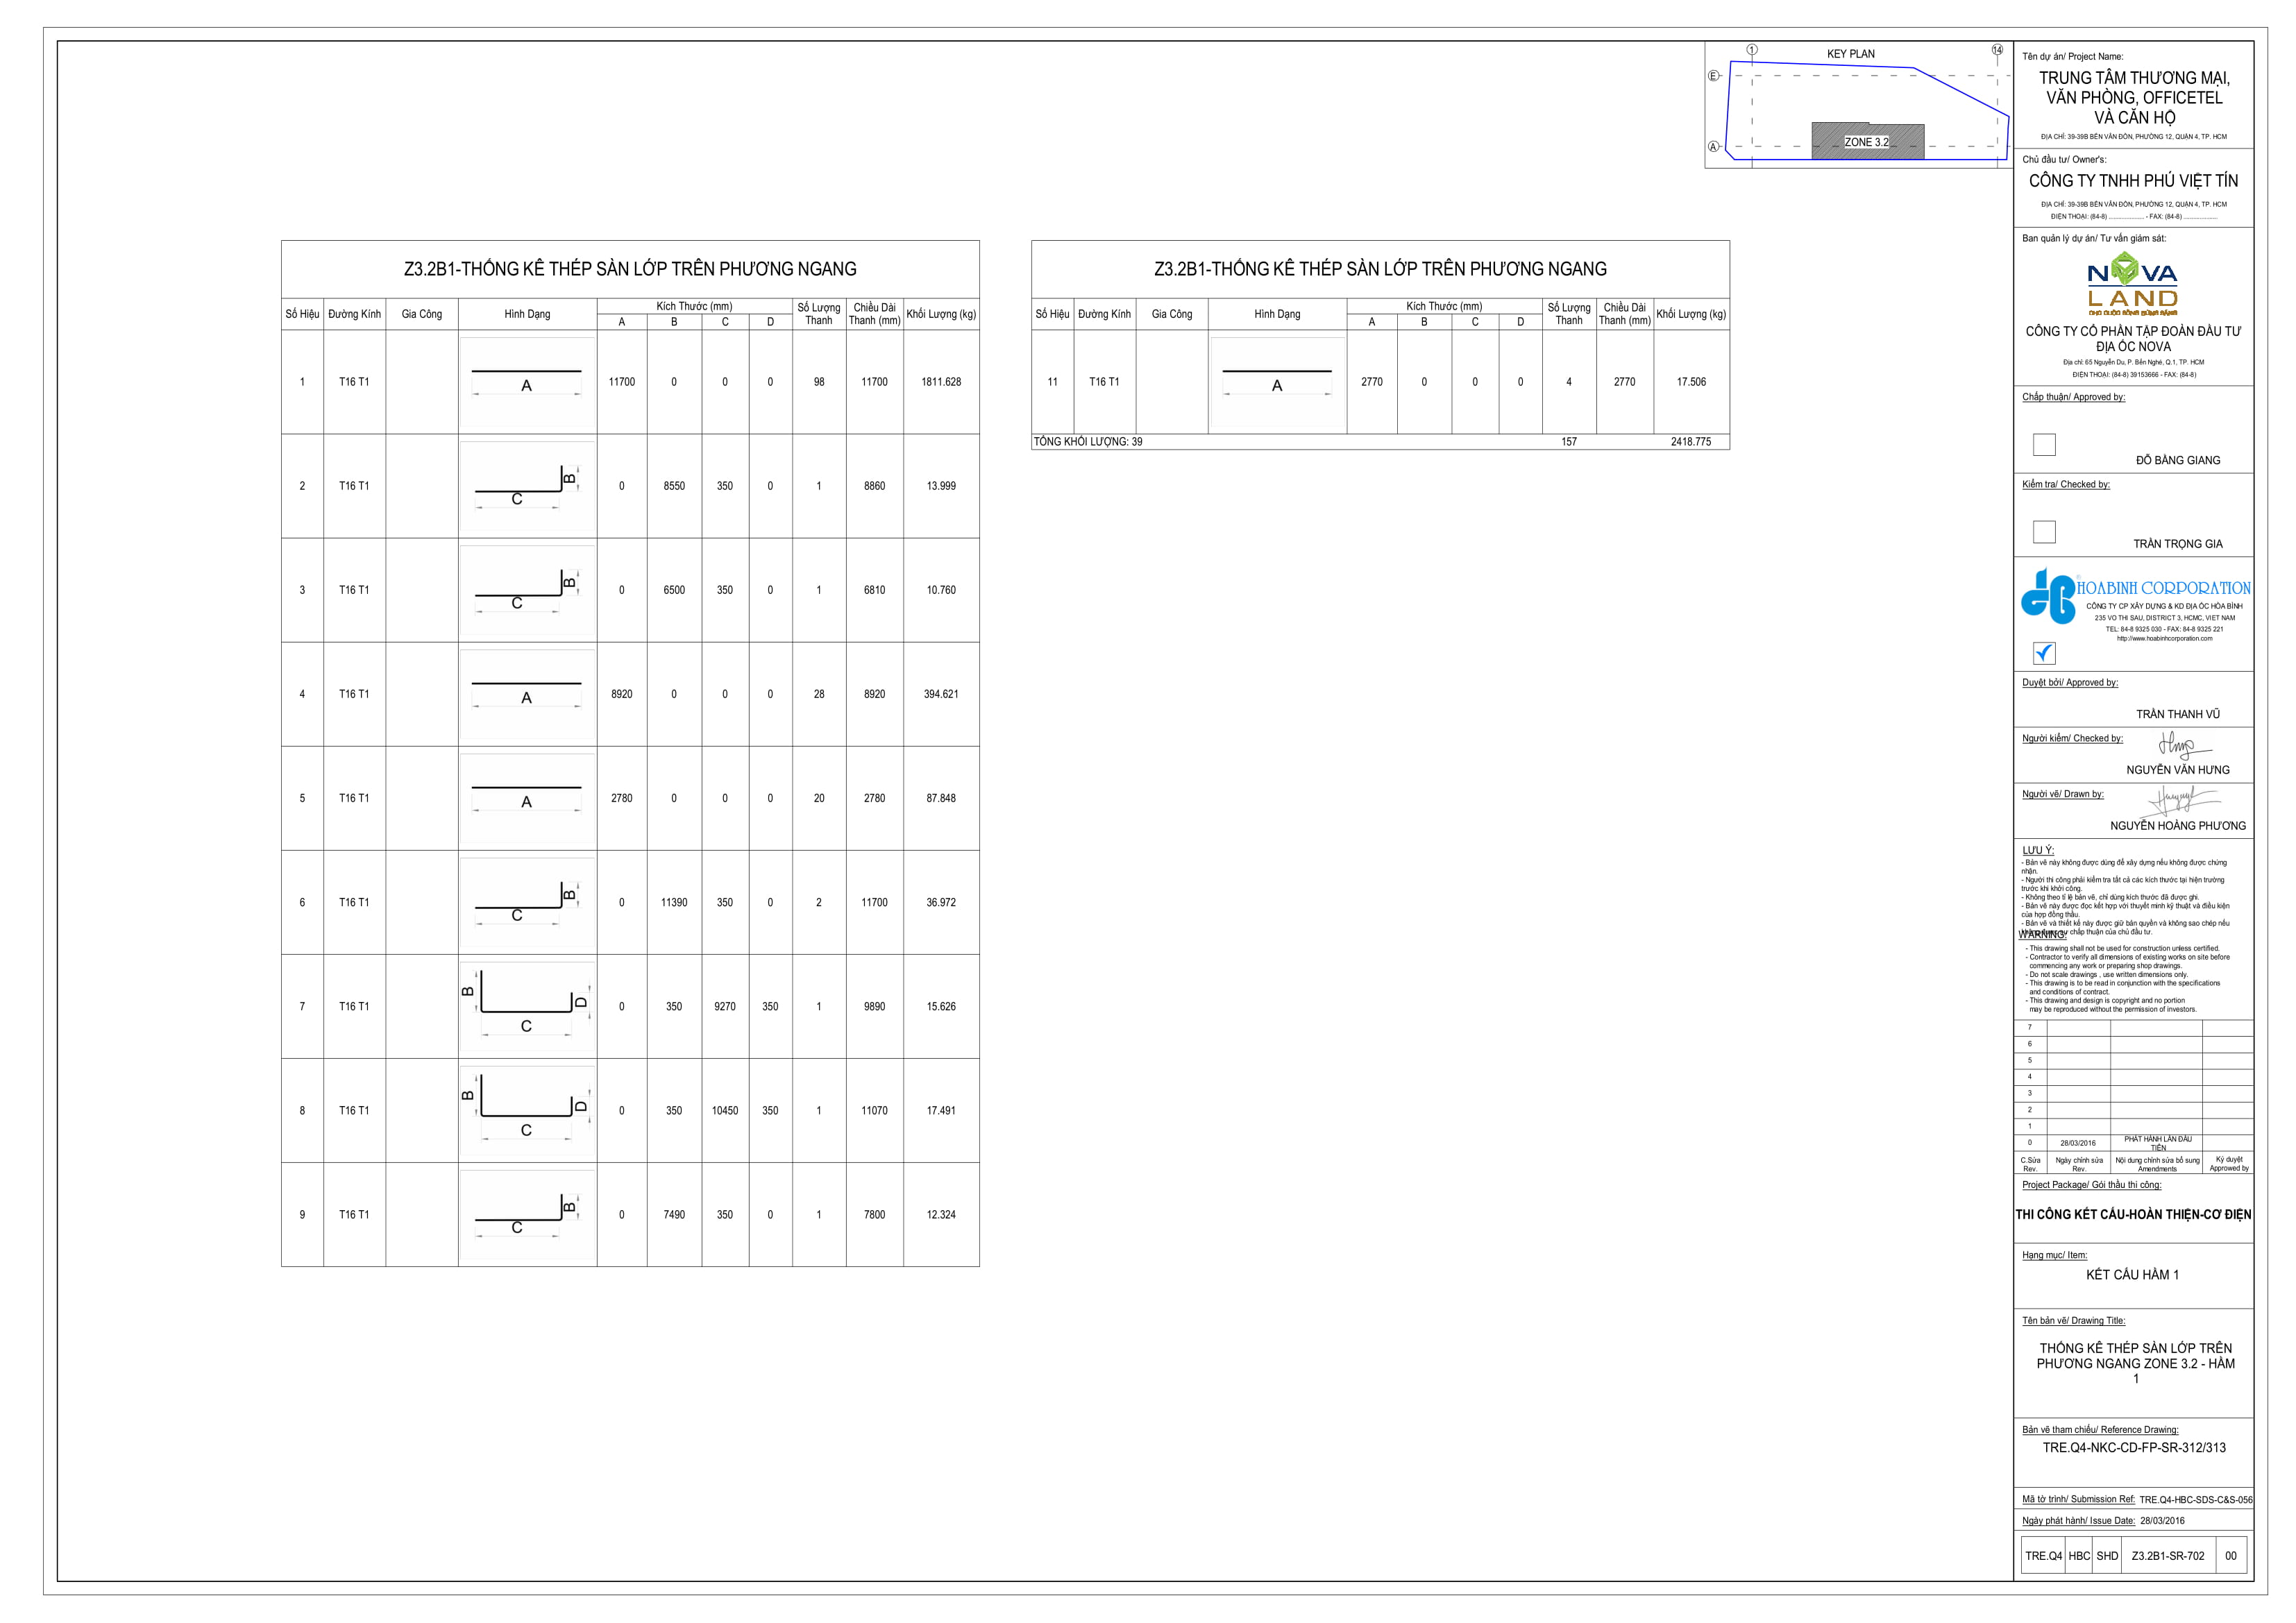 KEY PLAN
1
14
E
A
ZONE 3.2
Z3.2B1-THỐNG KÊ THÉP SÀN LỚP TRÊN PHƯƠNG NGANG
Số Hiệu Đường Kính Gia Công Hình Dạng Kích Thước (mm) A B C D Số Lượng Thanh Chiều Dài Thanh (mm) Khối Lượng (kg)
1 T16 T1 A 11700 0 0 0 98 11700 1811.628
2 T16 T1 C B 0 8550 350 0 1 8860 13.999
3 T16 T1 C B 0 6500 350 0 1 6810 10.760
4 T16 T1 A 8920 0 0 0 28 8920 394.621
5 T16 T1 A 2780 0 0 0 20 2780 87.848
6 T16 T1 C B 0 11390 350 0 2 11700 36.972
7 T16 T1 B C D 0 350 9270 350 1 9890 15.626
8 T16 T1 B C D 0 350 10450 350 1 11070 17.491
9 T16 T1 C B 0 7490 350 0 1 7800 12.324
Z3.2B1-THỐNG KÊ THÉP SÀN LỚP TRÊN PHƯƠNG NGANG
Số Hiệu Đường Kính Gia Công Hình Dạng Kích Thước (mm) A B C D Số Lượng Thanh Chiều Dài Thanh (mm) Khối Lượng (kg)
11 T16 T1 A 2770 0 0 0 4 2770 17.506
TỔNG KHỐI LƯỢNG: 39 157 2418.775
Tên dự án/ Project Name:
TRUNG TÂM THƯƠNG MẠI,
VĂN PHÒNG, OFFICETEL
VÀ CĂN HỘ
ĐỊA CHỈ: 39-39B BẾN VÂN ĐỒN, PHƯỜNG 12, QUẬN 4, TP. HCM
Chủ đầu tư/ Owner's:
CÔNG TY TNHH PHÚ VIỆT TÍN
ĐỊA CHỈ: 39-39B BẾN VÂN ĐỒN, PHƯỜNG 12, QUẬN 4, TP. HCM
ĐIỆN THOẠI: (84-8) .................... - FAX: (84-8) ...................
Ban quản lý dự án/ Tư vấn giám sát:
NOVA
LAND
CÔNG TY CỔ PHẦN TẬP ĐOÀN ĐẦU TƯ
ĐỊA ỐC NOVA
Địa chỉ: 65 Nguyễn Du, P. Bến Nghé, Q.1, TP. HCM
ĐIỆN THOẠI: (84-8) 39153666 - FAX: (84-8)
Chấp thuận/ Approved by:
ĐỖ BẰNG GIANG
Kiểm tra/ Checked by:
TRẦN TRỌNG GIA
HOABINH CORPORATION
CÔNG TY CP XÂY DỰNG & KD ĐỊA ỐC HÒA BÌNH
235 VO THI SAU, DISTRICT 3, HCMC, VIET NAM
TEL: 84-8 9325 030 - FAX: 84-8 9325 221
http://www.hoabinhcorporation.com
Duyệt bởi/ Approved by:
TRẦN THANH VŨ
Người kiểm/ Checked by:
NGUYỄN VĂN HƯNG
Người vẽ/ Drawn by:
NGUYỄN HOÀNG PHƯƠNG
LƯU Ý:
- Bản vẽ này không được dùng để xây dựng nếu không được chứng
nhận.
- Người thi công phải kiểm tra tất cả các kích thước tại hiện trường
trước khi khởi công.
- Không theo tỉ lệ bản vẽ, chỉ dùng kích thước đã được ghi.
- Bản vẽ này được đọc kết hợp với thuyết minh kỹ thuật và điều kiện
của hợp đồng thầu.
- Bản vẽ và thiết kế này được giữ bản quyền và không sao chép nếu
chấp thuận của chủ đầu tư.
WARNING:
- This drawing shall not be used for construction unless certified.
- Contractor to verify all dimensions of existing works on site before
commencing any work or preparing shop drawings.
- Do not scale drawings , use written dimensions only.
- This drawing is to be read in conjunction with the specifications
and conditions of contract.
- This drawing and design is copyright and no portion
may be reproduced without the permission of investors.
7
6
5
4
3
2
1
0 28/03/2016 PHÁT HÀNH LẦN ĐẦU TIÊN
C.Sửa Ngày chỉnh sửa Nội dung chỉnh sửa bổ sung Ký duyệt
Rev. Rev. Amendments Approwed by
Project Package/ Gói thầu thi công:
THI CÔNG KẾT CẤU-HOÀN THIỆN-CƠ ĐIỆN
Hạng mục/ Item:
KẾT CẤU HẦM 1
Tên bản vẽ/ Drawing Title:
THỐNG KÊ THÉP SÀN LỚP TRÊN
PHƯƠNG NGANG ZONE 3.2 - HẦM
1
Bản vẽ tham chiếu/ Reference Drawing:
TRE.Q4-NKC-CD-FP-SR-312/313
Mã tờ trình/ Submission Ref: TRE.Q4-HBC-SDS-C&S-056
Ngày phát hành/ Issue Date: 28/03/2016
TRE.Q4 HBC SHD Z3.2B1-SR-702 00